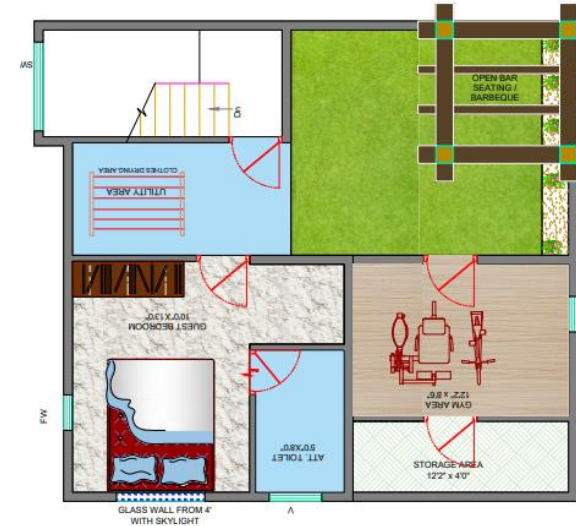 SW
OPEN BAR
SEATING /
BARBEQUE
Dn
CLOTHES DRYING AREA
UTILITY AREA
GUEST BEDROOM
10'0"X13'0"
GYM AREA
12'2" x 8'6"
FW
ATT. TOILET
5'0"X8'0"
STORAGE AREA
12'2" x 4'0"
GLASS WALL FROM 4'
WITH SKYLIGHT
V